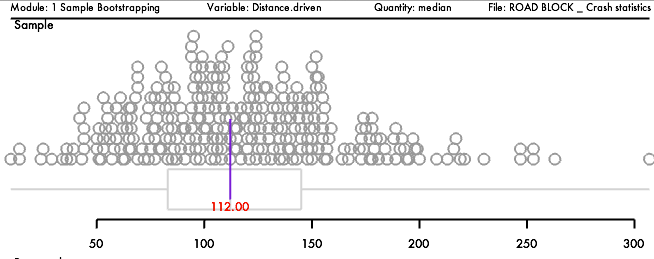 Module: 1 Sample Bootstrapping Variable: Distance.driven Quantity: median File: ROAD BLOCK _ Crash statistics
Sample
112.00
50 100 150 200 250 300